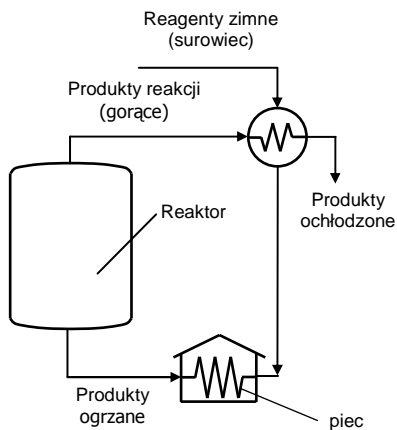 Reagenty zimne
(surowiec)
Produkty reakcji
(gorące)
Produkty
ochłodzone
Reaktor
Produkty
ogrzane
piec